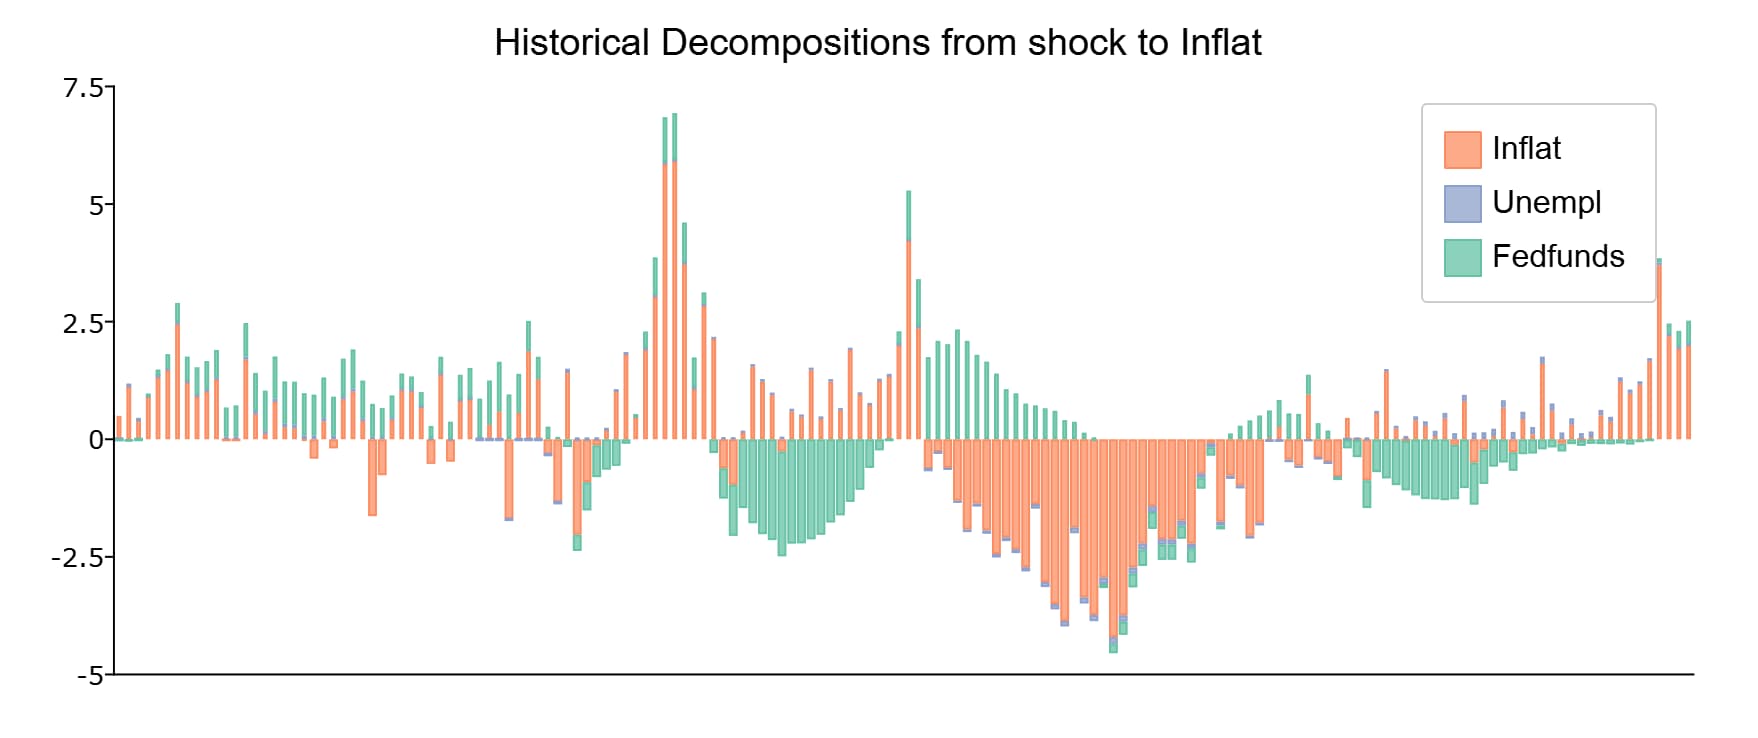 Historical Decompositions from shock to Inflat
7.5
5
2.5
0
-2.5
-5
Inflat
Unempl
Fedfunds